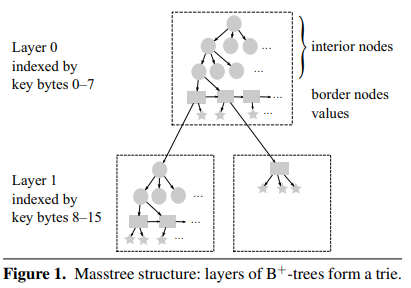 Layer 0
indexed by
key bytes 0–7
interior nodes
border nodes
values
Layer 1
indexed by
key bytes 8–15
Figure 1. Masstree structure: layers of B+-trees form a trie.